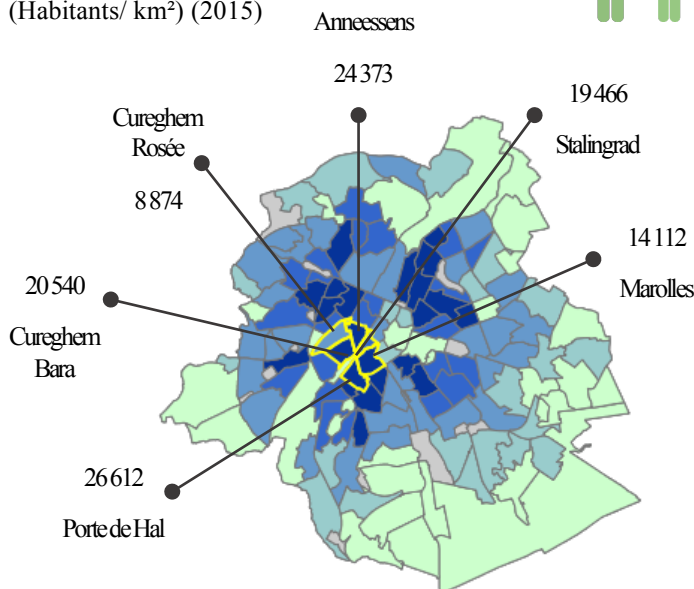 (Habitants/ km²) (2015)
Anneessens
24 373
19 466
Stalingrad
Cureghem
Rosée
8 874
14 112
Marolles
20 540
Cureghem
Bara
26 612
Porte de Hal